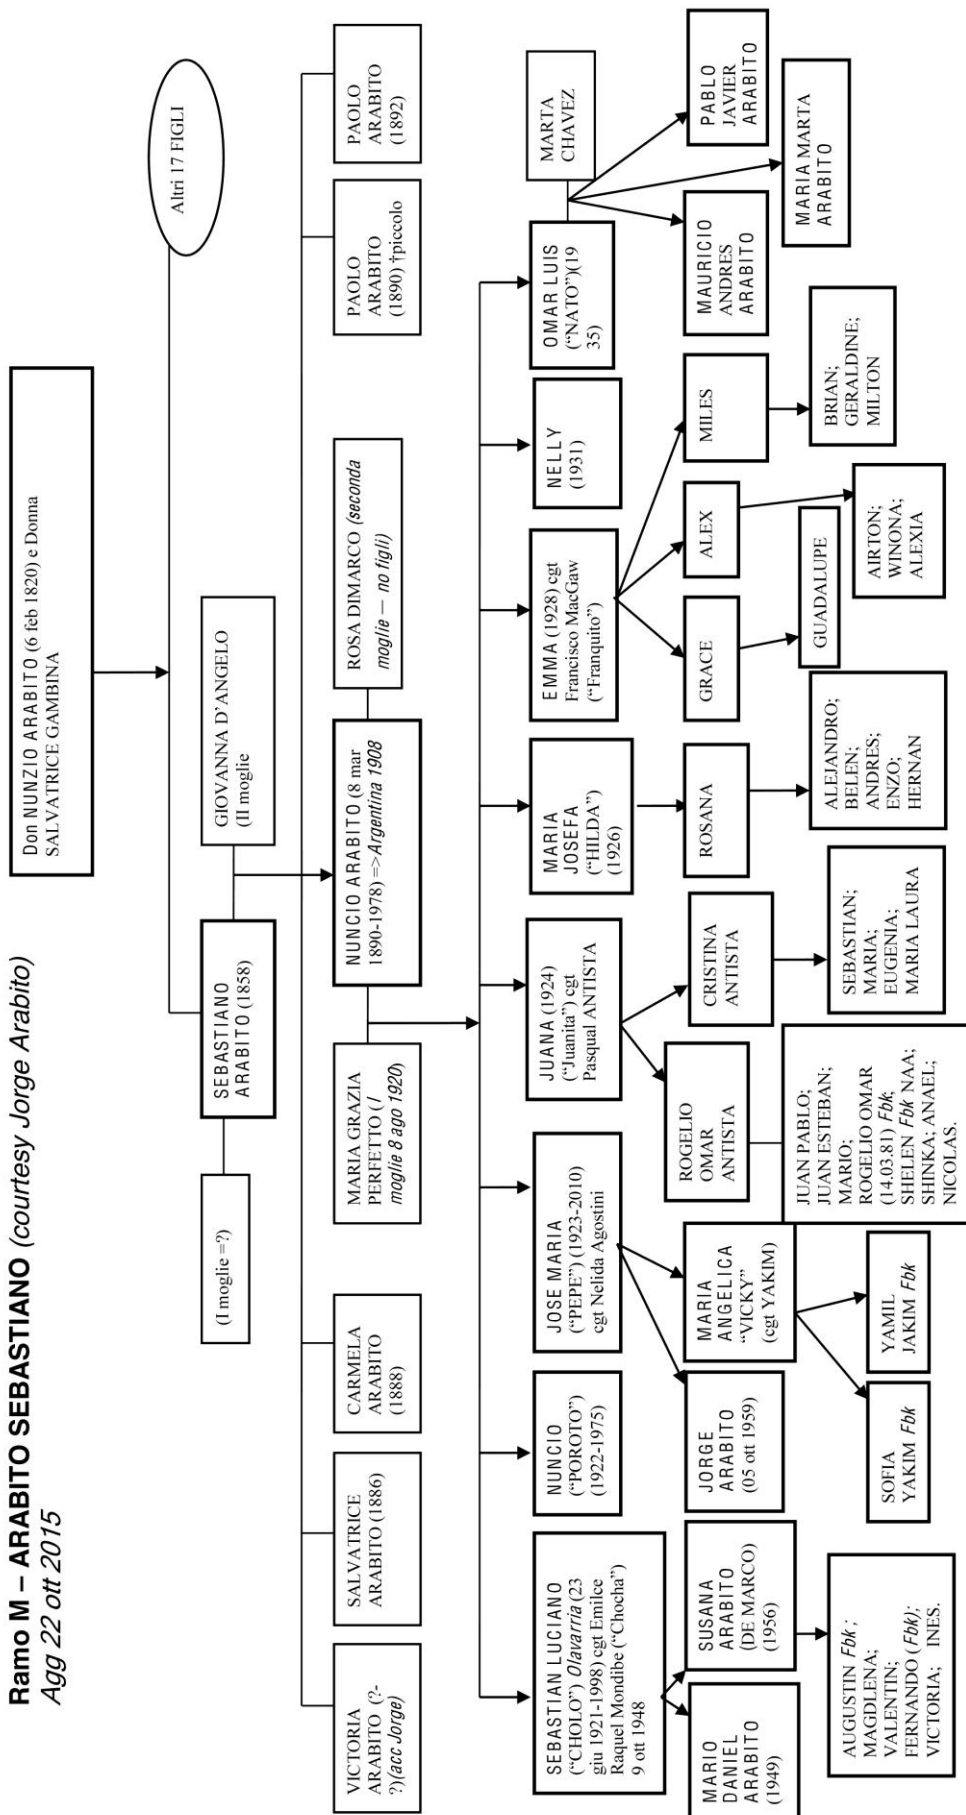 Ramo M – ARABITO SEBASTIANO (courtesy Jorge Arabito)
Agg 22 ott 2015
Don NUNZIO ARABITO (6 feb 1820) e Donna
SALVATRICE GAMBINA
Altri 17 FIGLI
(I moglie =?)
SEBASTIANO
ARABITO (1858)
GIOVANNA D'ANGELO
(II moglie
VICTORIA
ARABITO (?-
?)(acc Jorge)
SALVATRICE
ARABITO (1886)
CARMELA
ARABITO
(1888)
MARIA GRAZIA
PERFETTO (I
moglie 8 ago 1920)
NUNCIO ARABITO (8 mar
1890-1978) => Argentina 1908
ROSA DIMARCO (seconda
moglie – no figli)
PAOLO
ARABITO
(1890) †piccolo
PAOLO
ARABITO
(1892)
SEBASTIAN LUCIANO
("CHOLO") Olavarria (23
giu 1921-1998) cgt Emilce
Raquel Mondibe ("Chocha")
9 ott 1948
NUNCIO
("POROTO")
(1922-1975)
JOSE MARIA
("PEPE") (1923-2010)
cgt Nelida Agostini
JUANA (1924)
("Juanita") cgt
Pasqual ANTISTA
MARIA
JOSEFA
("HILDA")
(1926)
EMMA (1928) cgt
Francisco MacGaw
("Franquito")
NELLY
(1931)
OMAR LUIS
("NATO")(19
35)
MARTA
CHAVEZ
MARIO
DANIEL
ARABITO
(1949)
SUSANA
ARABITO
(DE MARCO)
(1956)
JORGE
ARABITO
(05 ott 1959)
MARIA
ANGELICA
"VICKY"
(cgt YAKIM)
ROGELIO
OMAR
ANTISTA
CRISTINA
ANTISTA
ROSANA
GRACE
ALEX
MILES
MAURICIO
ANDRES
ARABITO
MARIA MARTA
ARABITO
PABLO
JAVIER
ARABITO
AUGUSTIN Fbk ;
MAGDLENA;
VALENTIN;
FERNANDO (Fbk);
VICTORIA; INES.
SOFIA
YAKIM Fbk
YAMIL
JAKIM Fbk
JUAN PABLO;
JUAN ESTEBAN;
MARIO;
ROGELIO OMAR
(14.03.81) Fbk;
SHELEN Fbk NAA;
SHINKA; ANAEL;
NICOLAS.
SEBASTIAN;
MARIA;
EUGENIA;
MARIA LAURA
ALEJANDRO;
BELEN;
ANDRES;
ENZO;
HERNAN
GUADALUPE
AIRTON;
WINONA;
ALEXIA
BRIAN;
GERALDINE;
MILTON